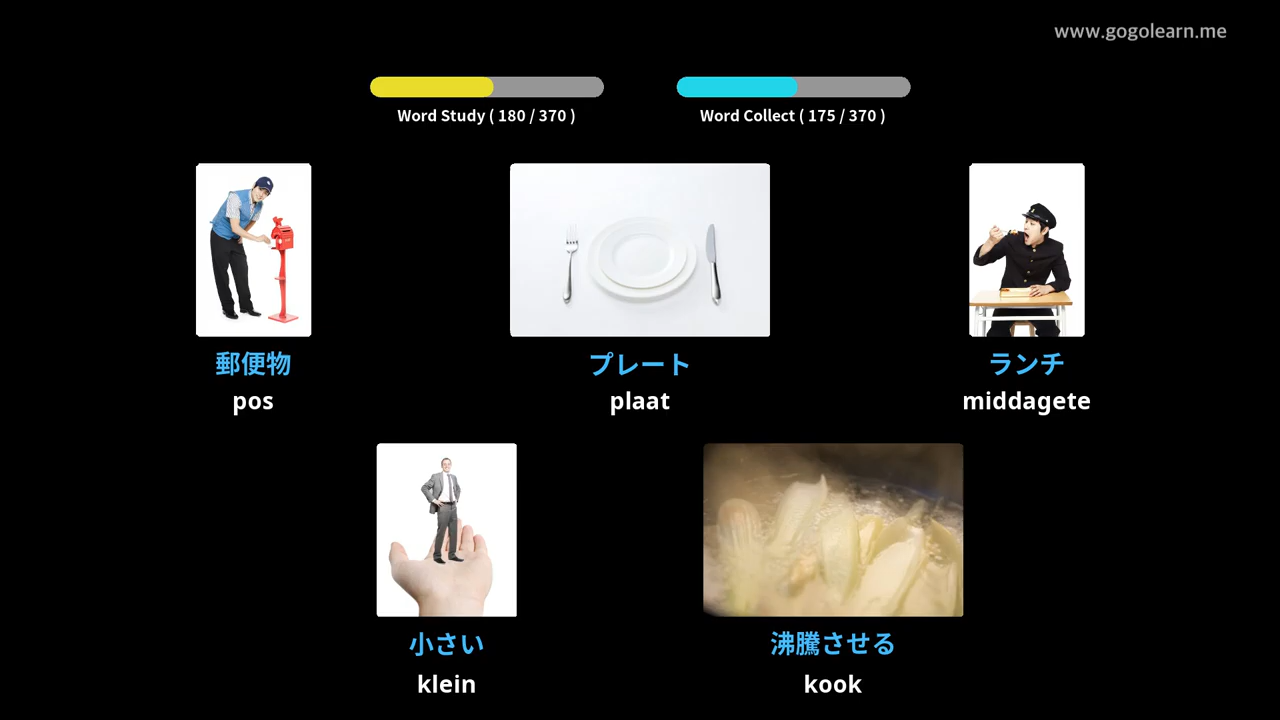 www.gogolearn.me
Word Study ( 180 / 370 )
Word Collect ( 175 / 370 )
郵便物
pos
プレート
plaat
ランチ
middagete
小さい
klein
沸騰させる
kook